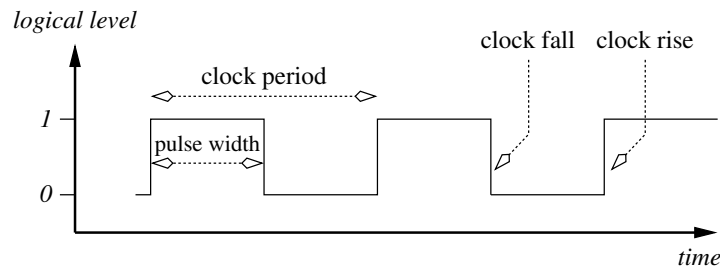 logical level
clock fall
clock rise
clock period
1
pulse width
0
time